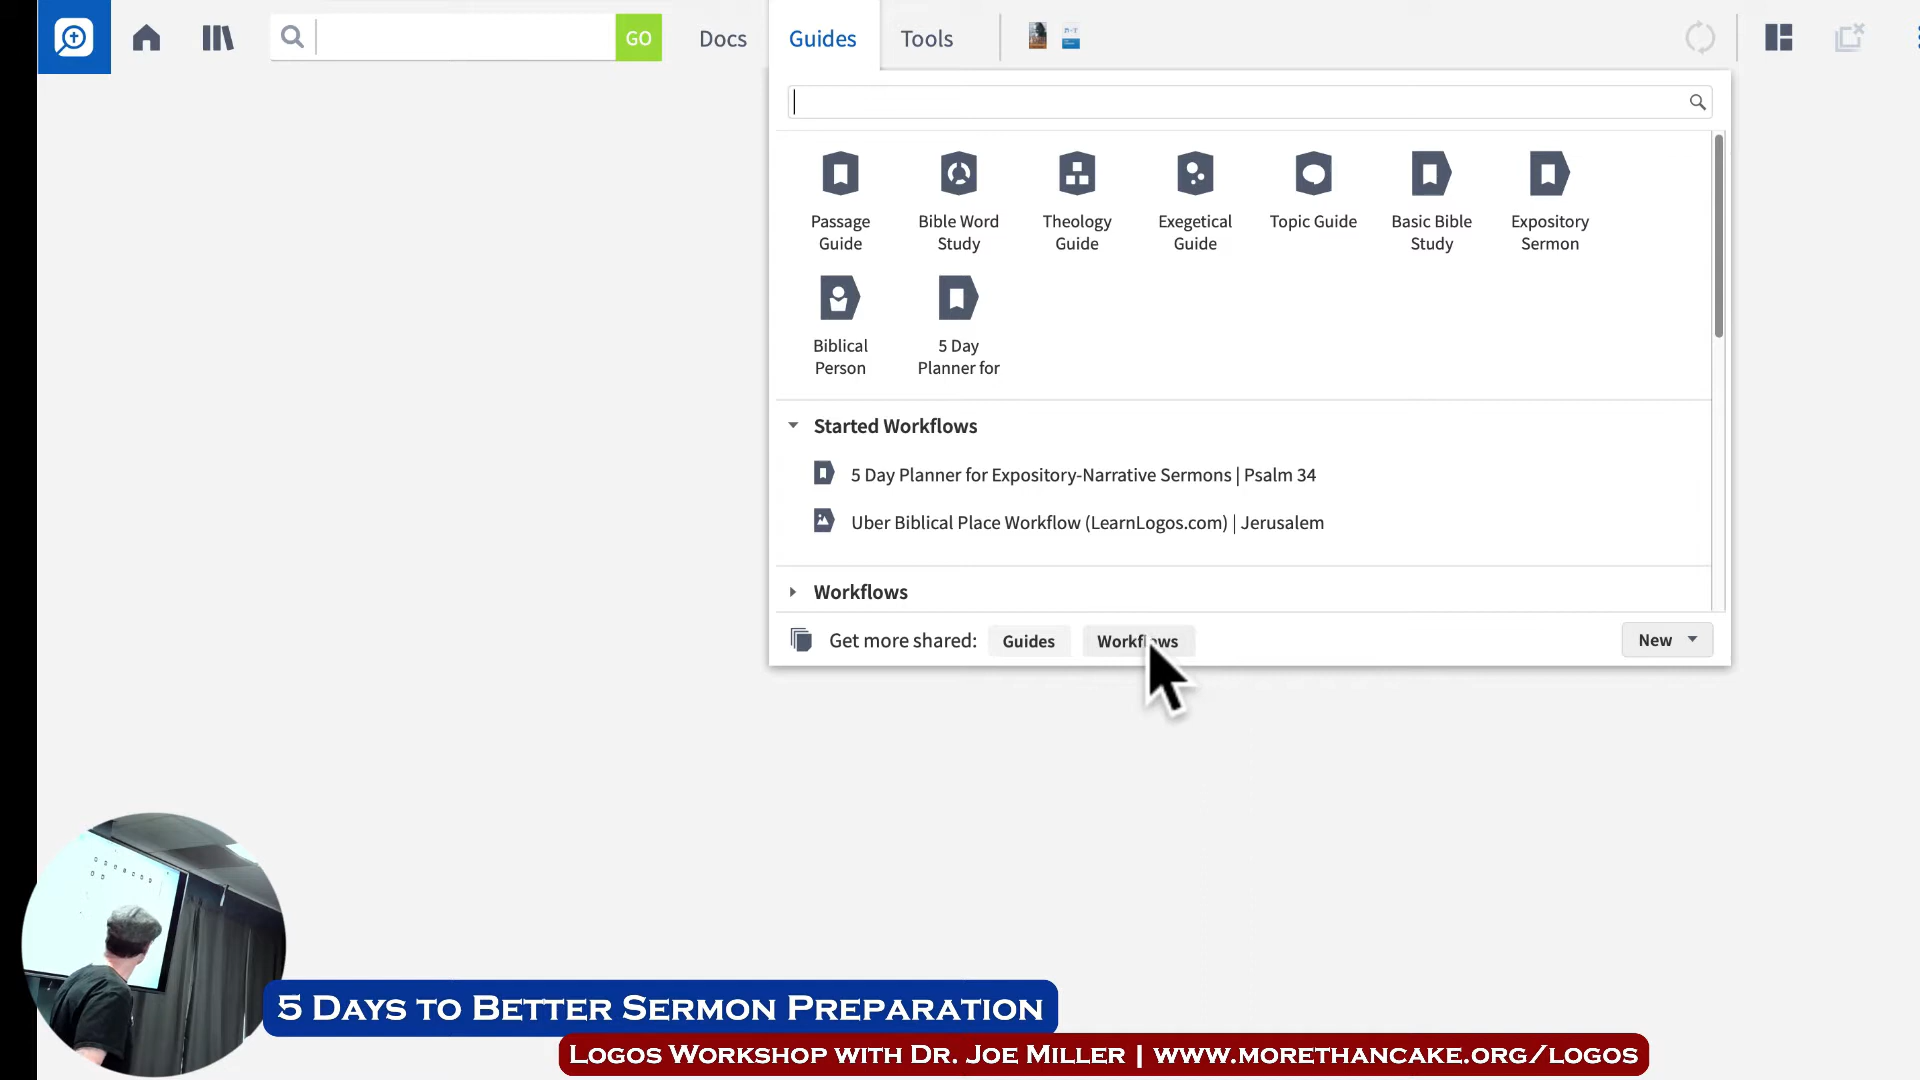 GO
Docs
Guides
Tools
Passage
Guide
Bible Word
Study
Theology
Guide
Exegetical
Guide
Topic Guide
Basic Bible
Study
Expository
Sermon
Biblical
Person
5 Day
Planner for
Started Workflows
5 Day Planner for Expository-Narrative Sermons | Psalm 34
Uber Biblical Place Workflow (LearnLogos.com) | Jerusalem
Workflows
Get more shared:
Guides
Workflows
New
5 Days to Better Sermon Preparation
Logos Workshop with Dr. Joe Miller | www.morethancake.org/logos